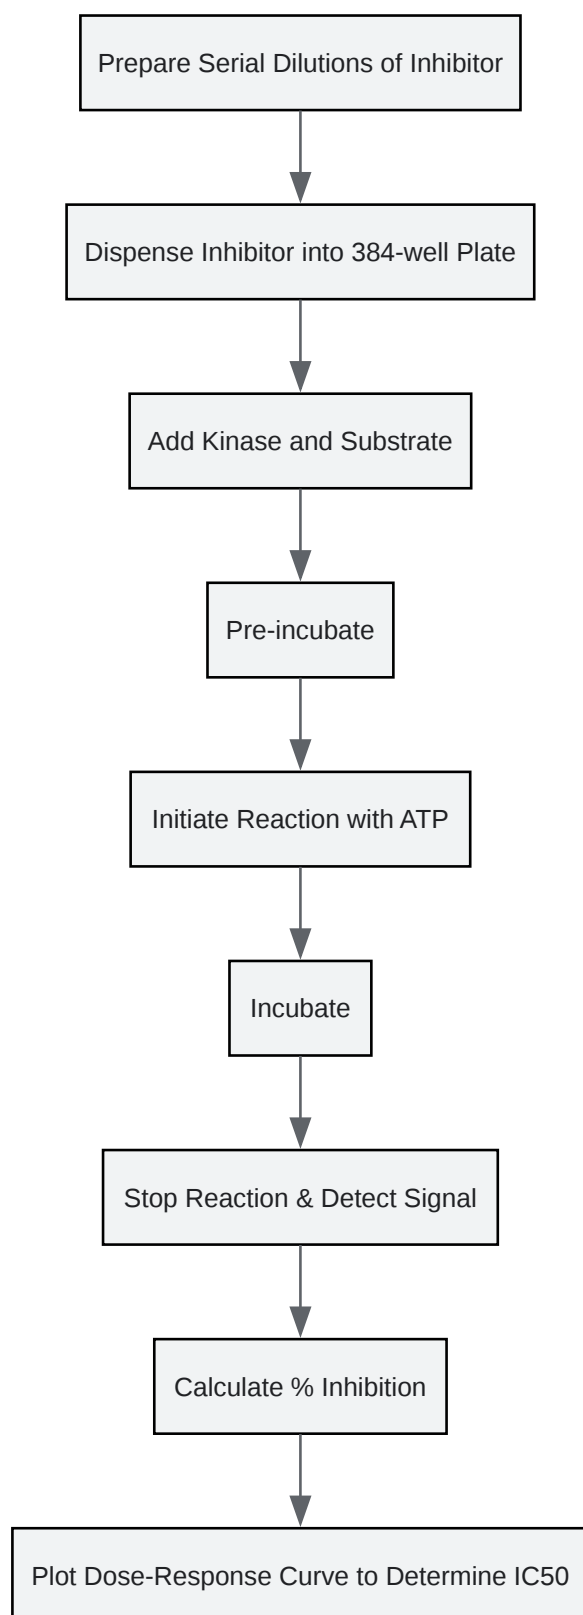 Prepare Serial Dilutions of Inhibitor
Dispense Inhibitor into 384-well Plate
Add Kinase and Substrate
Pre-incubate
Initiate Reaction with ATP
Incubate
Stop Reaction & Detect Signal
Calculate % Inhibition
Plot Dose-Response Curve to Determine IC50